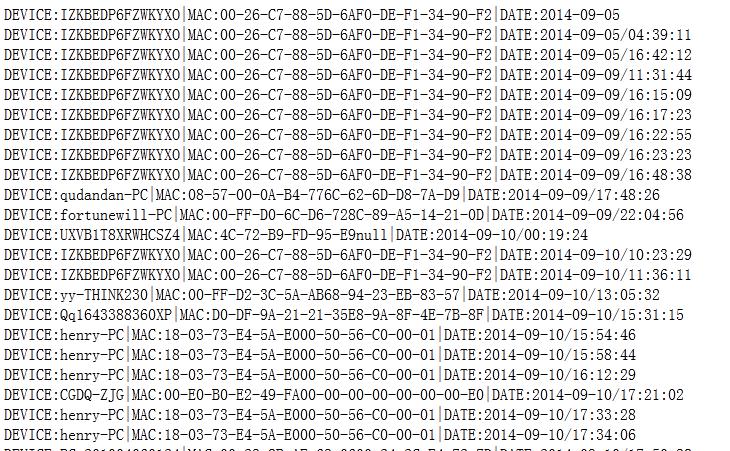 DEVICE:IZKBEDP6FZWKYXO|MAC:00-26-C7-88-5D-6AF0-DE-F1-34-90-F2|DATE:2014-09-05
DEVICE:IZKBEDP6FZWKYXO|MAC:00-26-C7-88-5D-6AF0-DE-F1-34-90-F2|DATE:2014-09-05/04:39:11
DEVICE:IZKBEDP6FZWKYXO|MAC:00-26-C7-88-5D-6AF0-DE-F1-34-90-F2|DATE:2014-09-05/16:42:12
DEVICE:IZKBEDP6FZWKYXO|MAC:00-26-C7-88-5D-6AF0-DE-F1-34-90-F2|DATE:2014-09-09/11:31:44
DEVICE:IZKBEDP6FZWKYXO|MAC:00-26-C7-88-5D-6AF0-DE-F1-34-90-F2|DATE:2014-09-09/16:15:09
DEVICE:IZKBEDP6FZWKYXO|MAC:00-26-C7-88-5D-6AF0-DE-F1-34-90-F2|DATE:2014-09-09/16:17:23
DEVICE:IZKBEDP6FZWKYXO|MAC:00-26-C7-88-5D-6AF0-DE-F1-34-90-F2|DATE:2014-09-09/16:22:55
DEVICE:IZKBEDP6FZWKYXO|MAC:00-26-C7-88-5D-6AF0-DE-F1-34-90-F2|DATE:2014-09-09/16:23:23
DEVICE:IZKBEDP6FZWKYXO|MAC:00-26-C7-88-5D-6AF0-DE-F1-34-90-F2|DATE:2014-09-09/16:48:38
DEVICE:qudandan-PC|MAC:08-57-00-0A-B4-776C-62-6D-D8-7A-D9|DATE:2014-09-09/17:48:26
DEVICE:fortunewill-PC|MAC:00-FF-D0-6C-D6-728C-89-A5-14-21-0D|DATE:2014-09-09/22:04:56
DEVICE:UXVB1T8XRWHCSZ4|MAC:4C-72-B9-FD-95-E9null|DATE:2014-09-10/00:19:24
DEVICE:IZKBEDP6FZWKYXO|MAC:00-26-C7-88-5D-6AF0-DE-F1-34-90-F2|DATE:2014-09-10/10:23:29
DEVICE:IZKBEDP6FZWKYXO|MAC:00-26-C7-88-5D-6AF0-DE-F1-34-90-F2|DATE:2014-09-10/11:36:11
DEVICE:yy-THINK230|MAC:00-FF-D2-3C-5A-AB68-94-23-EB-83-57|DATE:2014-09-10/13:05:32
DEVICE:Qq1643388360XP|MAC:D0-DF-9A-21-21-35E8-9A-8F-4E-7B-8F|DATE:2014-09-10/15:31:15
DEVICE:henry-PC|MAC:18-03-73-E4-5A-E000-50-56-C0-00-01|DATE:2014-09-10/15:54:46
DEVICE:henry-PC|MAC:18-03-73-E4-5A-E000-50-56-C0-00-01|DATE:2014-09-10/15:58:44
DEVICE:henry-PC|MAC:18-03-73-E4-5A-E000-50-56-C0-00-01|DATE:2014-09-10/16:12:29
DEVICE:CGDQ-ZJG|MAC:00-E0-B0-E2-49-FA00-00-00-00-00-00-00-E0|DATE:2014-09-10/17:21:02
DEVICE:henry-PC|MAC:18-03-73-E4-5A-E000-50-56-C0-00-01|DATE:2014-09-10/17:33:28
DEVICE:henry-PC|MAC:18-03-73-E4-5A-E000-50-56-C0-00-01|DATE:2014-09-10/17:34:06